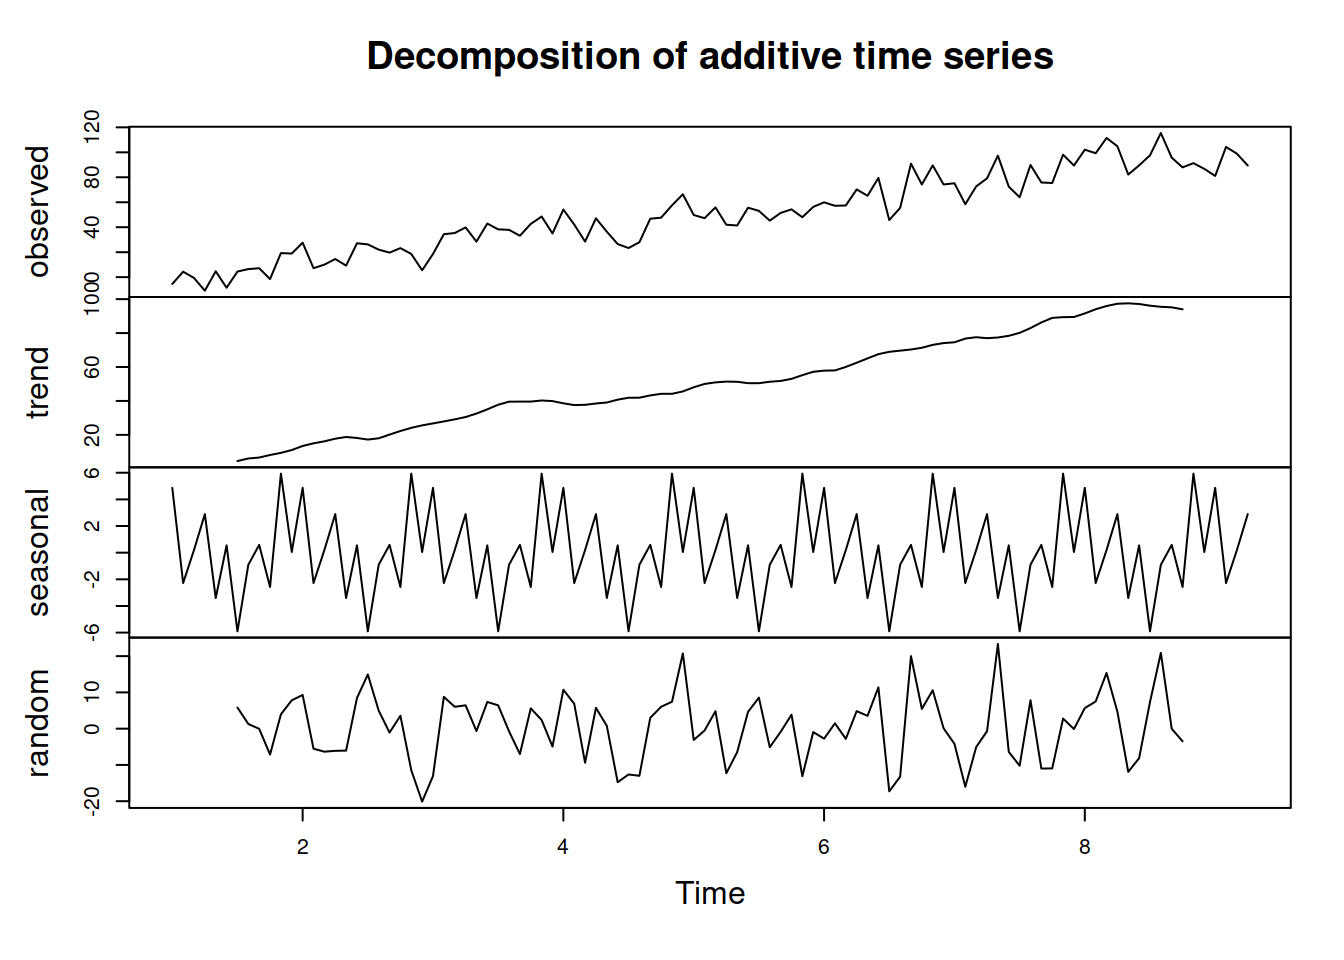 Decomposition of additive time series
observed
0 40 80 120
trend
20 60 100
seasonal
-6 -2 2 6
random
-20 0 10
2 4 6 8
Time